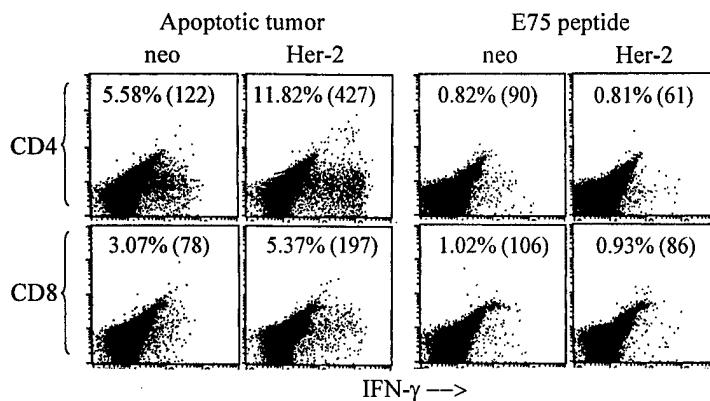 Apoptotic tumor E75 peptide
neo Her-2 neo Her-2
CD4 5.58% (122) 11.82% (427) 0.82% (90) 0.81% (61)
CD8 3.07% (78) 5.37% (197) 1.02% (106) 0.93% (86)
IFN-γ —->